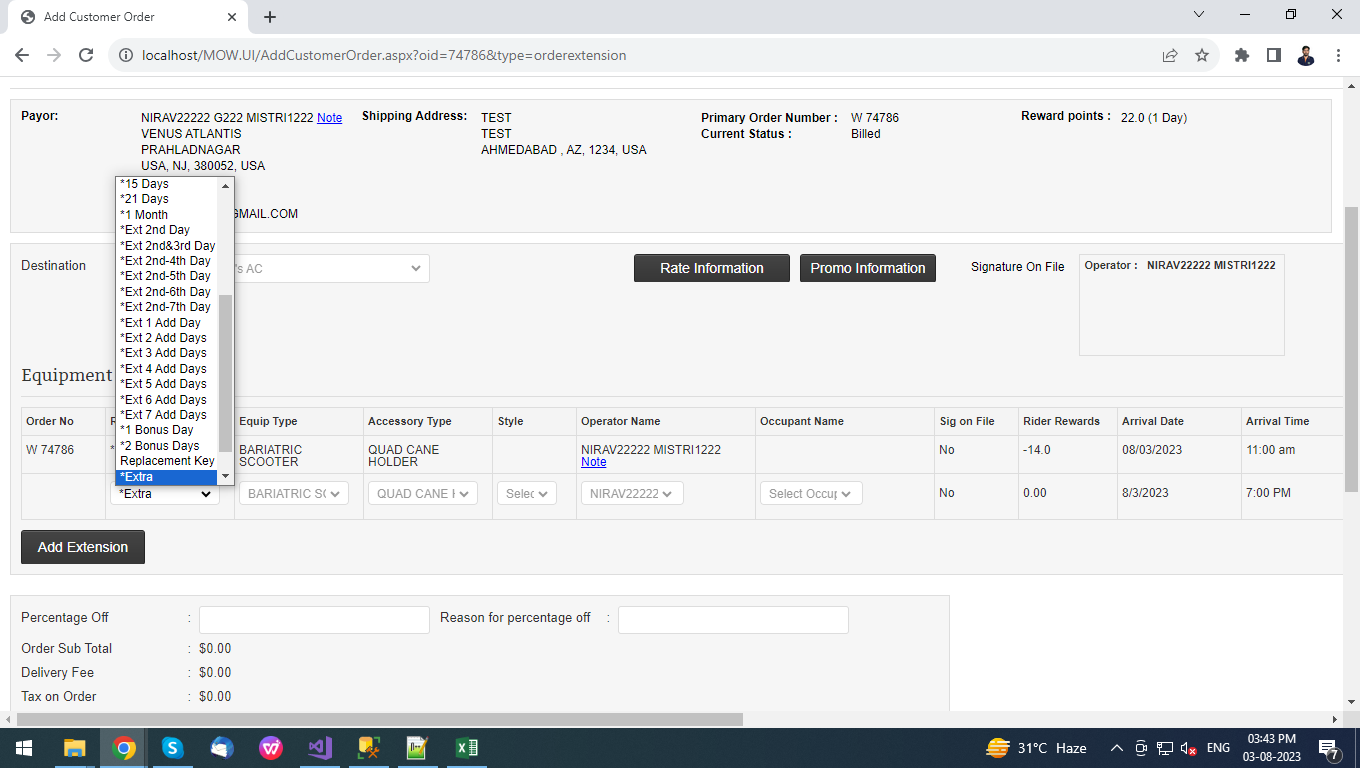 Add Customer Order
localhost/MOW.UI/AddCustomerOrder.aspx?oid=74786&type=orderextension
Payor:
NIRAV22222 G222 MISTRI1222 Note
VENUS ATLANTIS
PRAHLADNAGAR
USA, NJ, 380052, USA
GMAIL.COM
Shipping Address:
TEST
TEST
AHMEDABAD , AZ, 1234, USA
Primary Order Number : W 74786
Current Status : Billed
Reward points : 22.0 (1 Day)
*15 Days
*21 Days
*1 Month
*Ext 2nd Day
*Ext 2nd&3rd Day
*Ext 2nd-4th Day
*Ext 2nd-5th Day
*Ext 2nd-6th Day
*Ext 2nd-7th Day
*Ext 1 Add Day
*Ext 2 Add Days
*Ext 3 Add Days
*Ext 4 Add Days
*Ext 5 Add Days
*Ext 6 Add Days
*Ext 7 Add Days
*1 Bonus Day
*2 Bonus Days
Replacement Key
*Extra
Destination
's AC
Rate Information
Promo Information
Signature On File
Operator : NIRAV22222 MISTRI1222
Equipment
Order No
Equip Type
Accessory Type
Style
Operator Name
Occupant Name
Sig on File
Rider Rewards
Arrival Date
Arrival Time
W 74786
*
BARIATRIC
SCOOTER
QUAD CANE
HOLDER
NIRAV22222 MISTRI1222
Note
No
-14.0
08/03/2023
11:00 am
*Extra
BARIATRIC SC
QUAD CANE H
Selec
NIRAV22222
Select Occup
No
0.00
8/3/2023
7:00 PM
Add Extension
Percentage Off :
Reason for percentage off :
Order Sub Total : $0.00
Delivery Fee : $0.00
Tax on Order : $0.00
31°C Haze
ENG
03:43 PM
03-08-2023
7